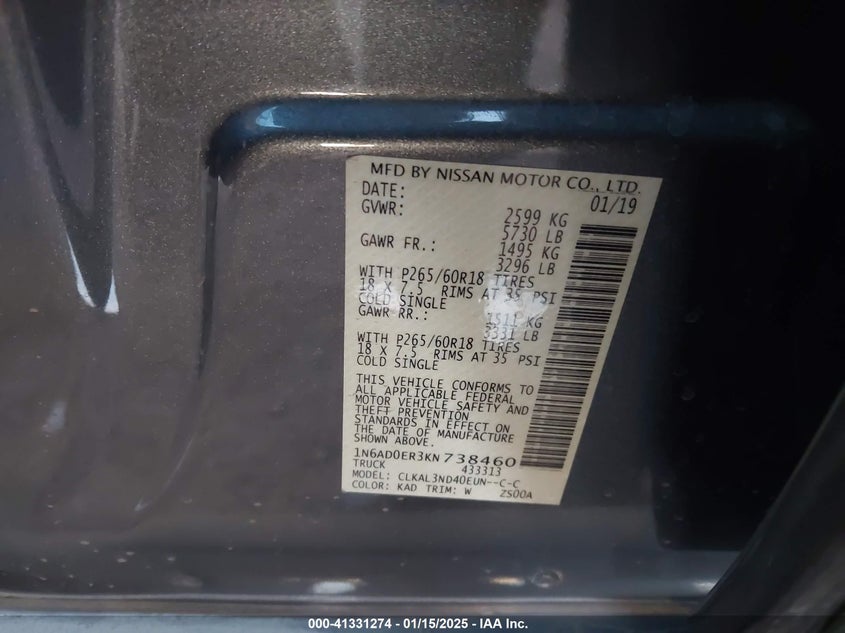 MFD BY NISSAN MOTOR CO., LTD.
DATE: 01/19
GVWR: 2599 KG
5730 LB
GAWR FR.: 1495 KG
3296 LB
WITH P265/60R18 TIRES
18 X 7.5 RIMS AT 35 PSI
COLD SINGLE
GAWR RR.: 1511 KG
3331 LB
WITH P265/60R18 TIRES
18 X 7.5 RIMS AT 35 PSI
COLD SINGLE
THIS VEHICLE CONFORMS TO
ALL APPLICABLE FEDERAL
MOTOR VEHICLE SAFETY AND
THEFT PREVENTION
STANDARDS IN EFFECT ON
THE DATE OF MANUFACTURE
SHOWN ABOVE.
1N6AD0ER3KN738460
TRUCK 433313
MODEL: CLKAL3ND40EUN--C-C
COLOR: KAD TRIM: W ZS00A
000-41331274 - 01/15/2025 - IAA Inc.